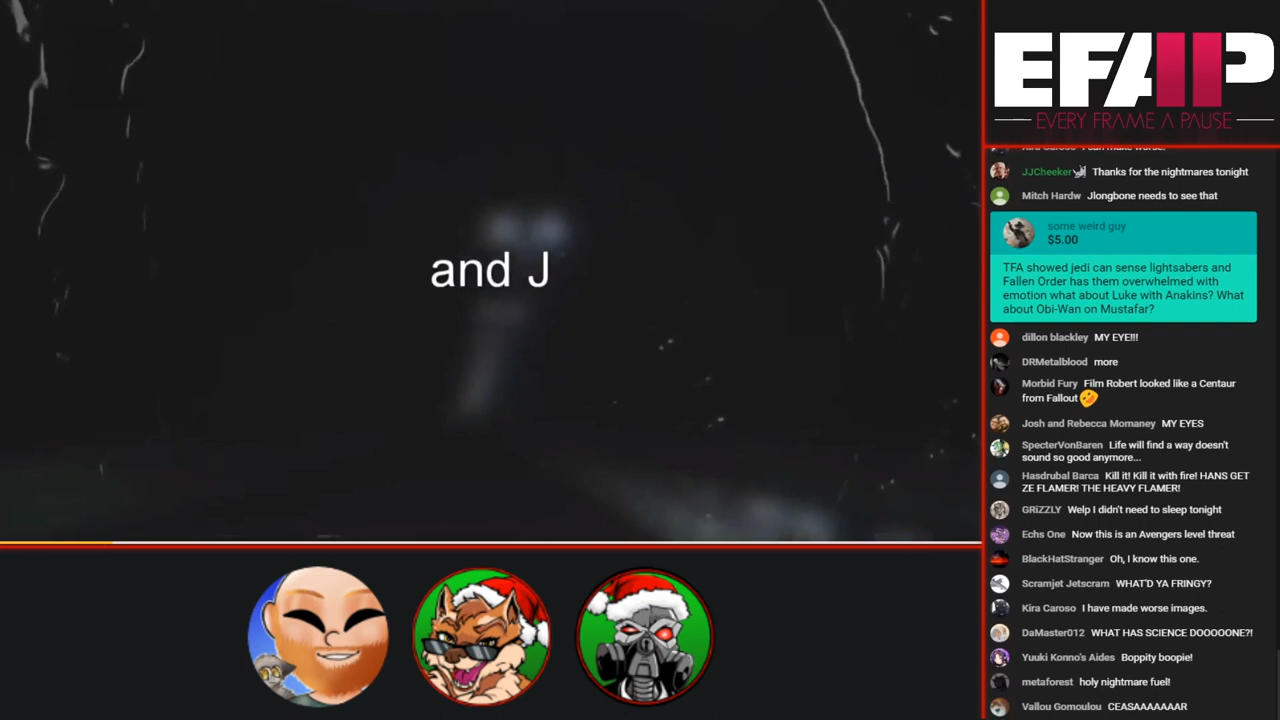 and J
EFAP
EVERY FRAME A PAUSE
JJCheeker Thanks for the nightmares tonight
Mitch Hardw Jlongbone needs to see that
some weird guy
$5.00
TFA showed jedi can sense lightsabers and
Fallen Order has them overwhelmed with
emotion what about Luke with Anakins? What
about Obi-Wan on Mustafar?
dillon blackley MY EYE!!!
DRMetalblood more
Morbid Fury Film Robert looked like a Centaur
from Fallout
Josh and Rebecca Momaney MY EYES
SpecterVonBaren Life will find a way doesn't
sound so good anymore...
Hasdrubal Barca Kill it! Kill it with fire! HANS GET
ZE FLAMER! THE HEAVY FLAMER!
GRiZZLY Welp I didn't need to sleep tonight
Echs One Now this is an Avengers level threat
BlackHatStranger Oh, I know this one.
Scramjet Jetscram WHAT'D YA FRINGY?
Kira Caroso I have made worse images.
DaMaster012 WHAT HAS SCIENCE DOOOONE?!
Yuuki Konno's Aides Boppity boopie!
metaforest holy nightmare fuel!
Vallou Gomoulou CEASAAAAAAR